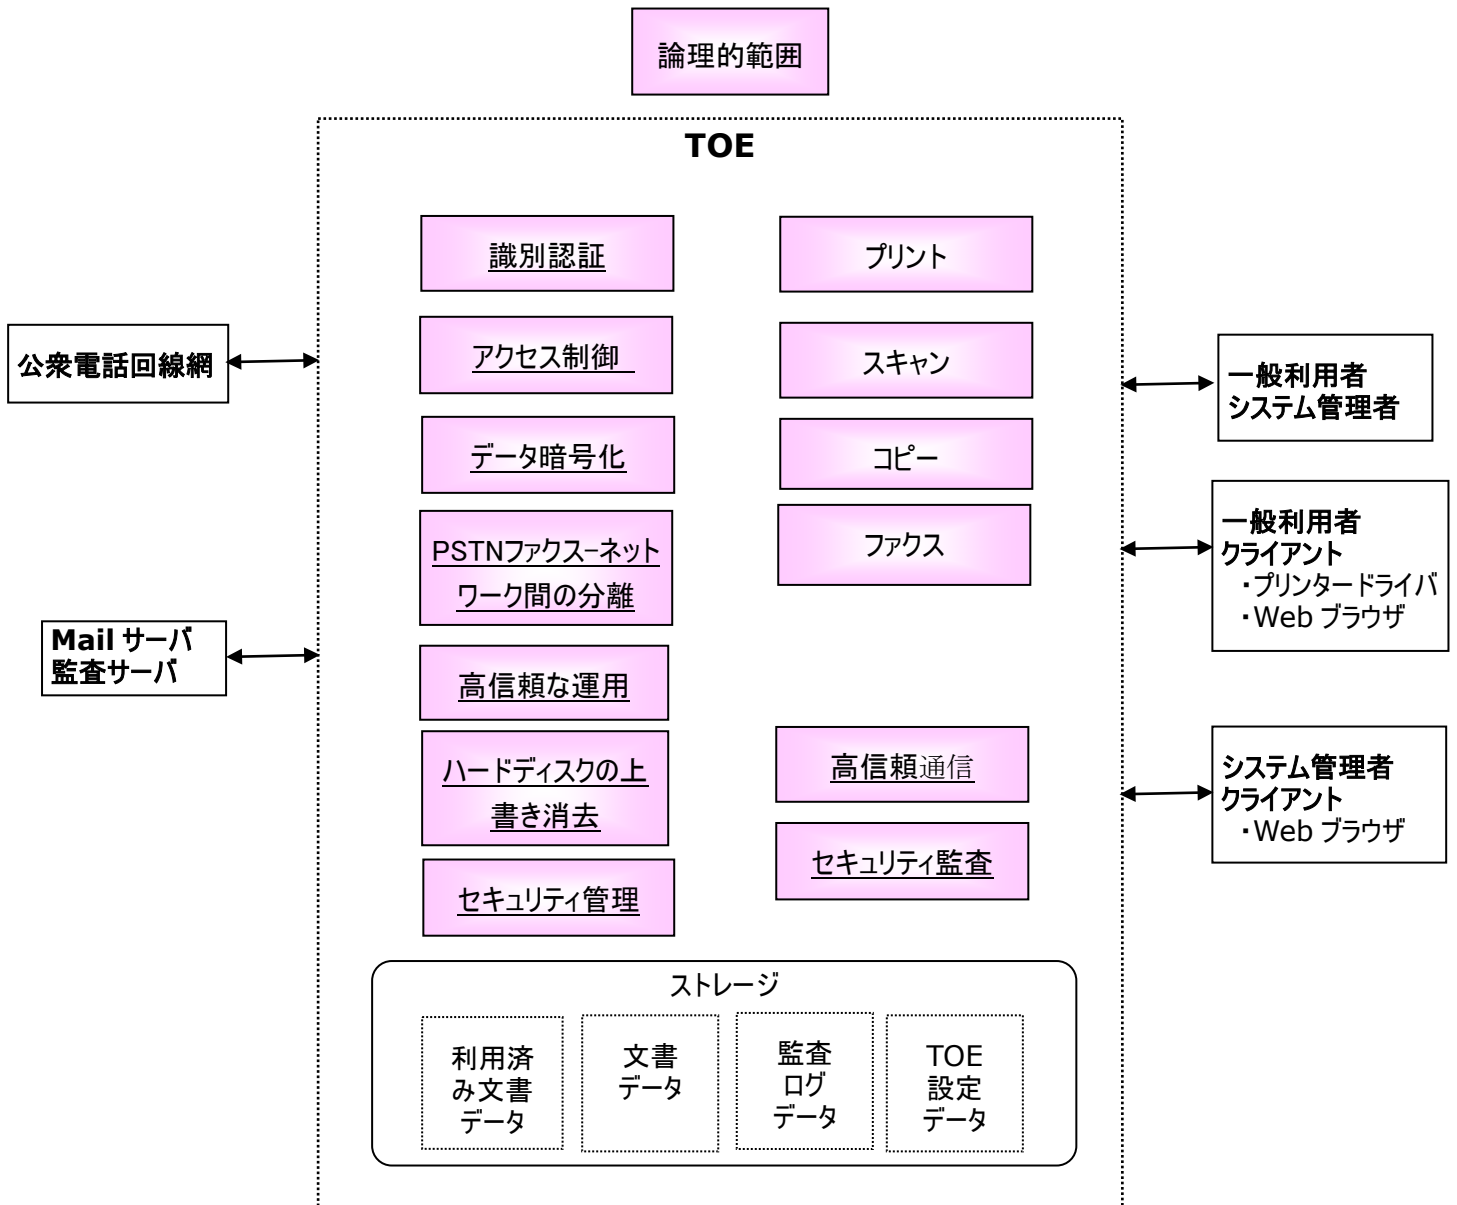 論理的範囲
TOE
識別認証
アクセス制御
データ暗号化
PSTNファクス-ネット
ワーク間の分離
高信頼な運用
ハードディスクの上
書き消去
セキュリティ管理
プリント
スキャン
コピー
ファクス
高信頼通信
セキュリティ監査
公衆電話回線網
Mail サーバ
監査サーバ
一般利用者
システム管理者
一般利用者
クライアント
・プリンタードライバ
・Web ブラウザ
システム管理者
クライアント
・Web ブラウザ
ストレージ
利用済
み文書
データ
文書
データ
監査
ログ
データ
TOE
設定
データ